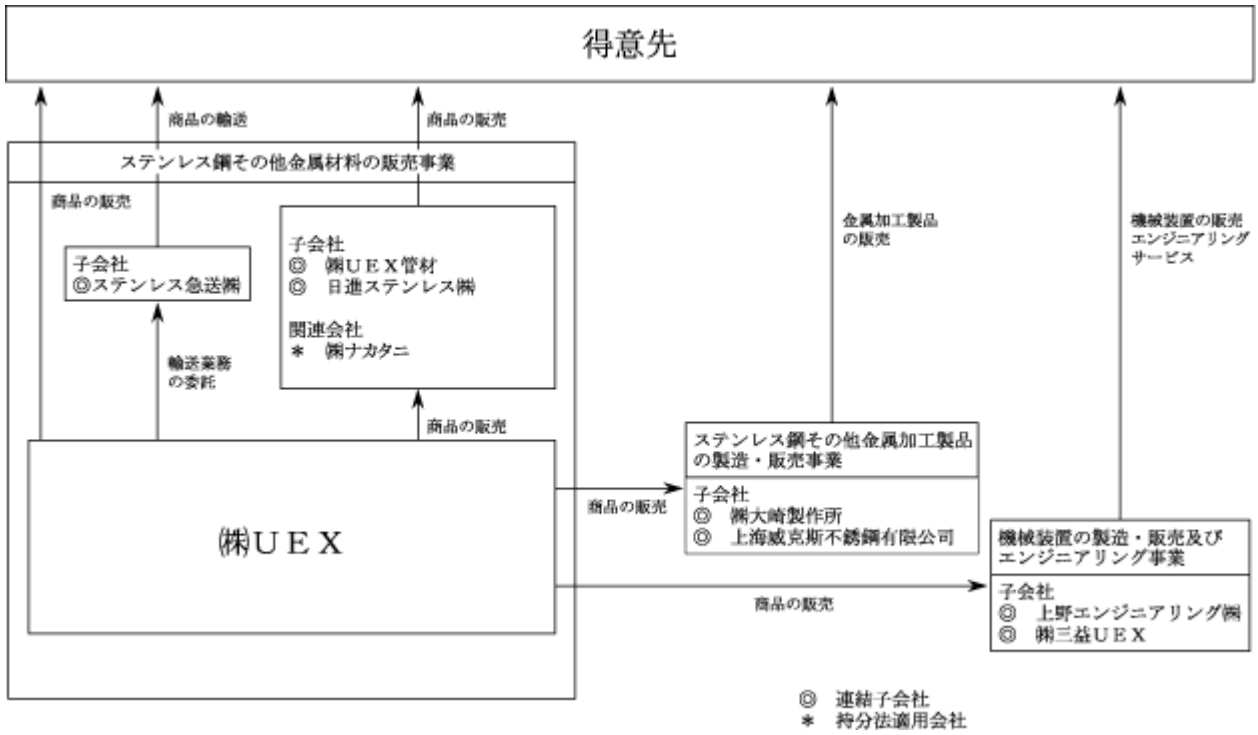 得意先
商品の輸送
商品の販売
ステンレス鋼その他金属材料の販売事業
商品の販売
子会社
◎ステンレス急送㈱
子会社
◎ ㈱UEX管材
◎ 日進ステンレス㈱
関連会社
* ㈱ナカタニ
金属加工製品
の販売
機械装置の販売
エンジニアリング
サービス
輸送業務
の委託
商品の販売
㈱UEX
商品の販売
ステンレス鋼その他金属加工製品
の製造・販売事業
子会社
◎ ㈱大崎製作所
◎ 上海威克斯不銹鋼有限公司
商品の販売
機械装置の製造・販売及び
エンジニアリング事業
子会社
◎ 上野エンジニアリング㈱
◎ ㈱三益UEX
◎ 連結子会社
* 持分法適用会社